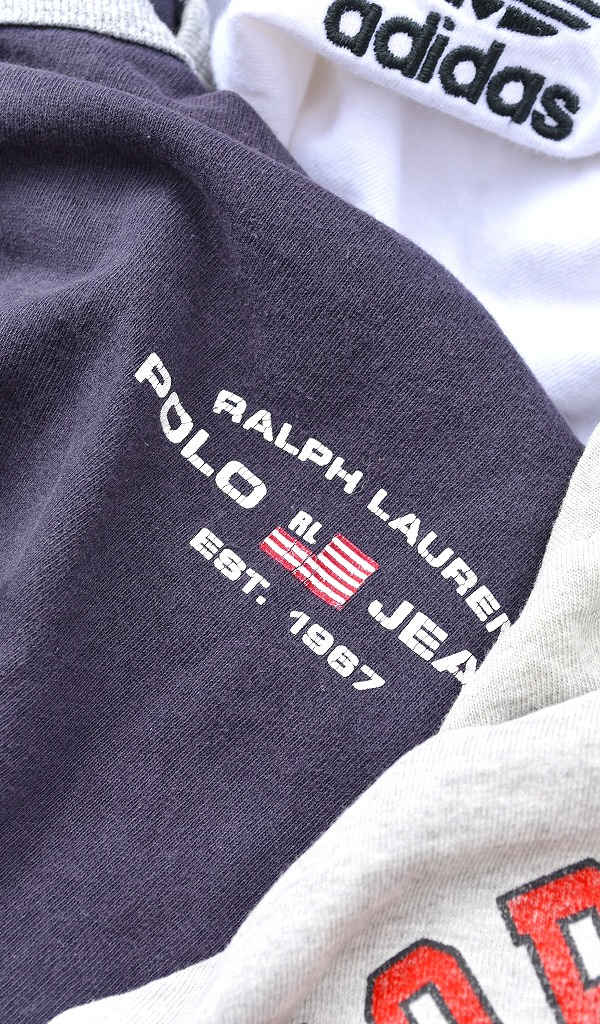 adidas
RALPH LAUREN
POLO JEA
RL
EST. 1967